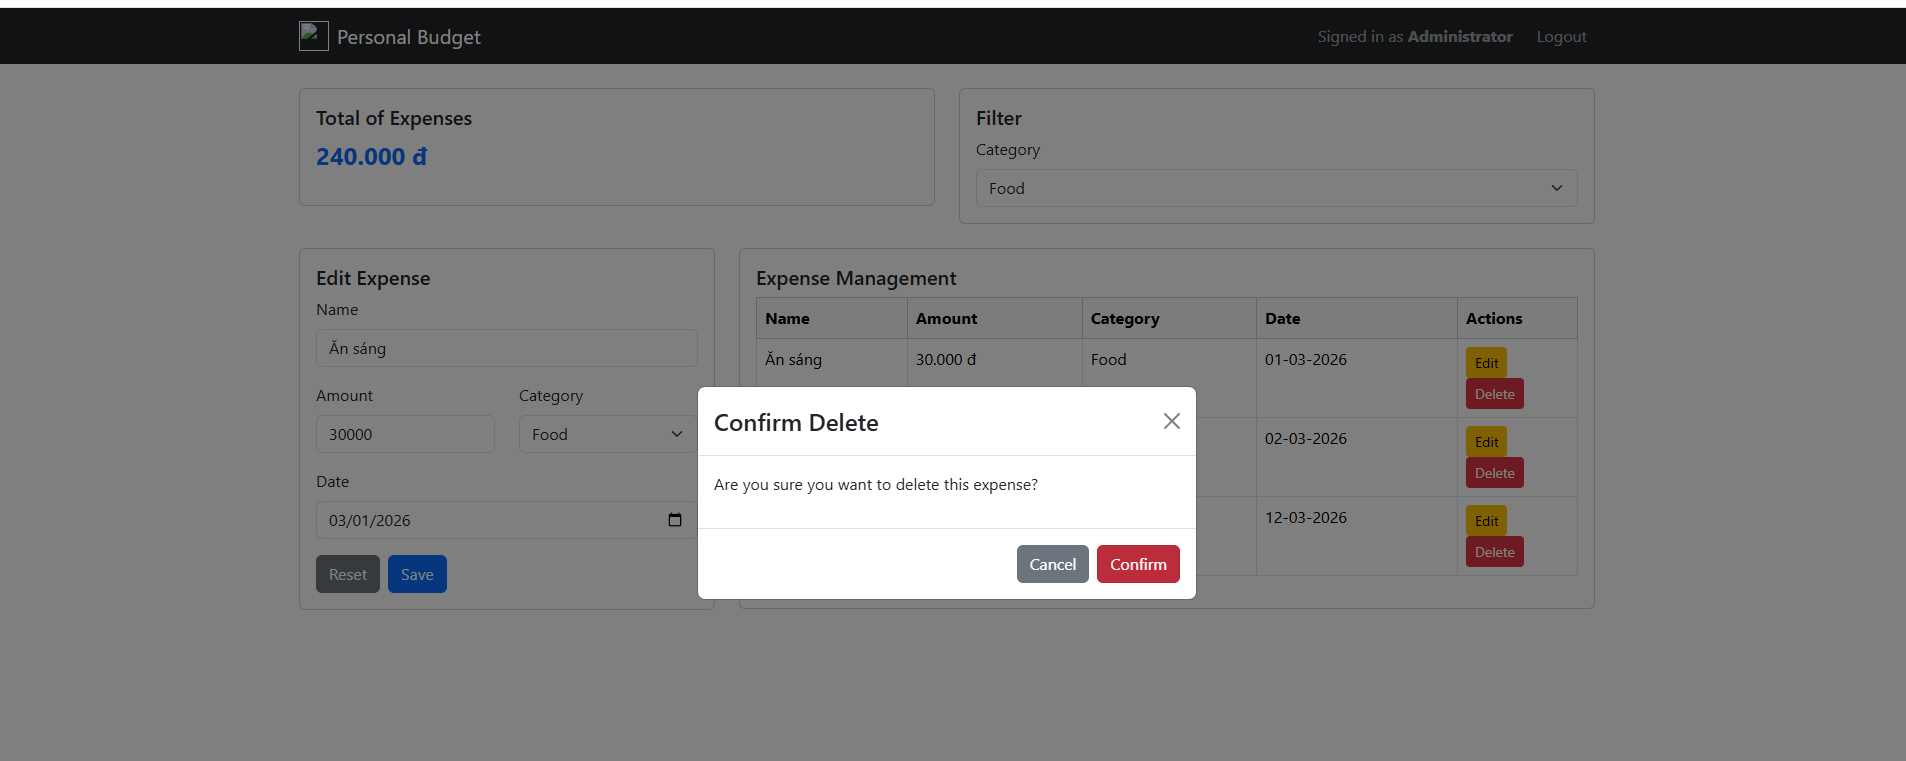 Personal Budget
Signed in as Administrator Logout
Total of Expenses
240.000 đ
Filter
Category
Food
Edit Expense
Name
Ăn sáng
Amount Category
30000 Food
Date
03/01/2026
Reset Save
Expense Management
Name Amount Category Date Actions
Ăn sáng 30.000 đ Food 01-03-2026 Edit
Delete
02-03-2026 Edit
Delete
12-03-2026 Edit
Delete
Confirm Delete
Are you sure you want to delete this expense?
Cancel Confirm